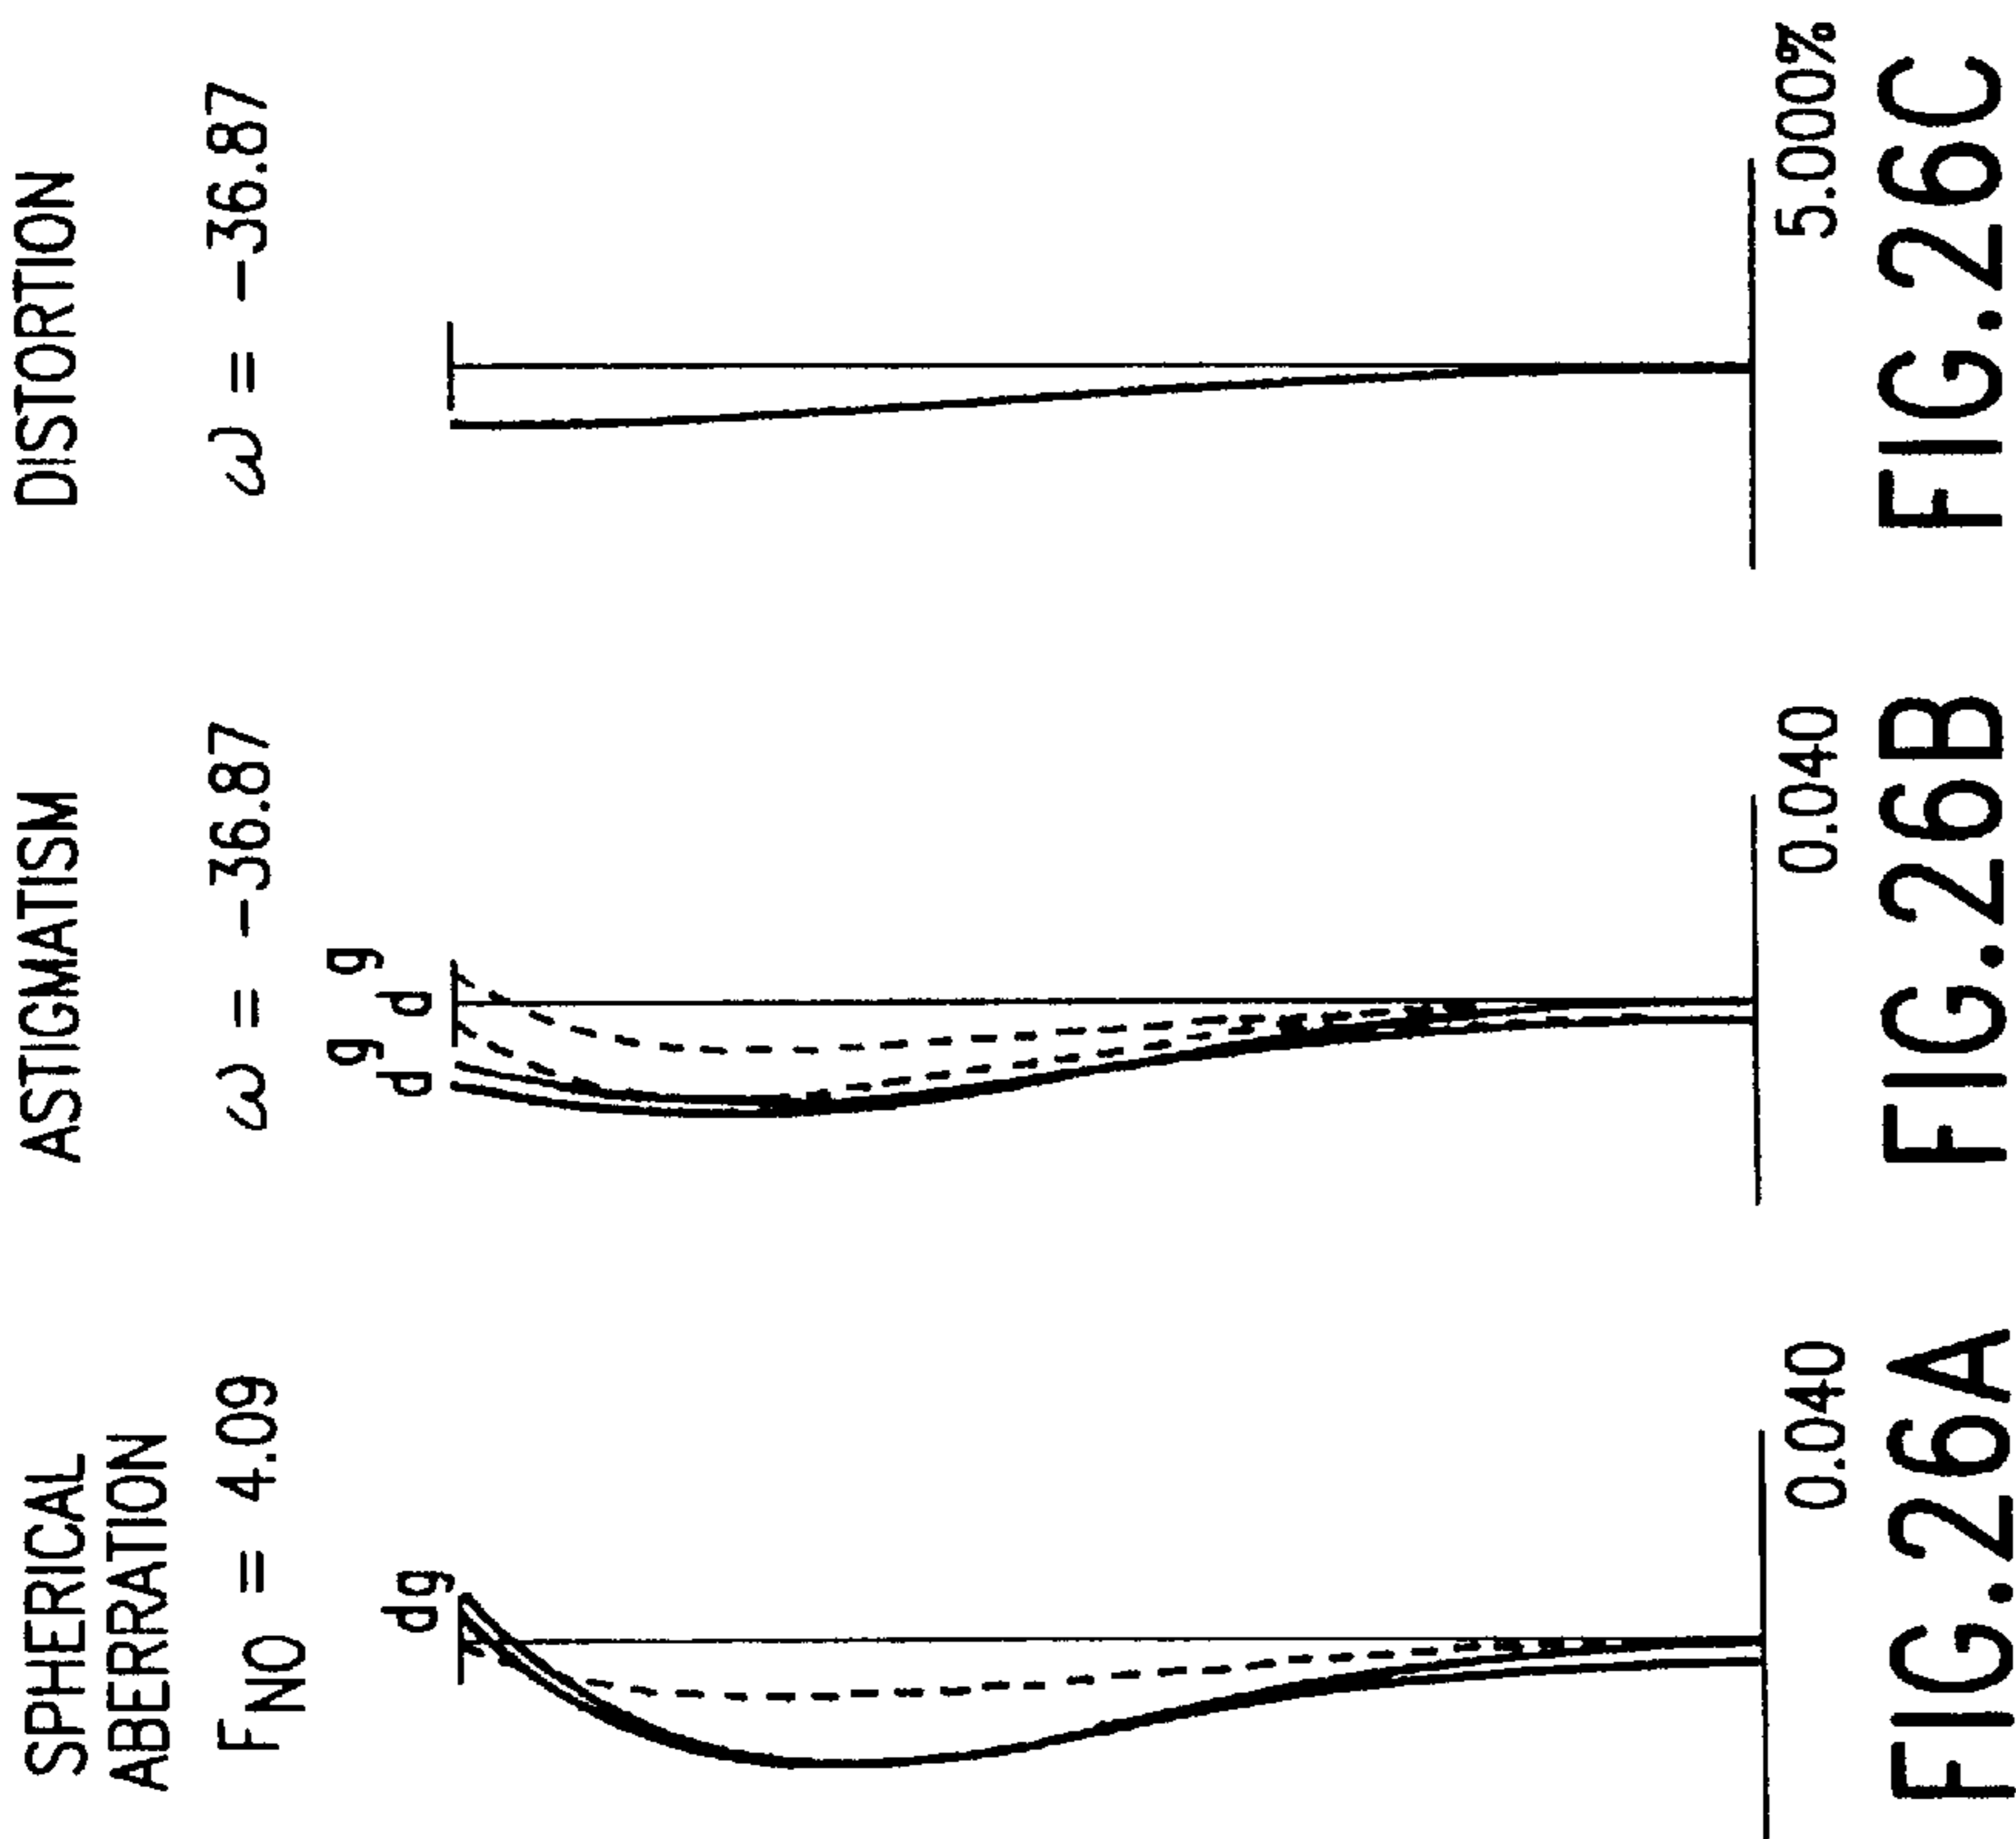 SPHERICAL
ABERRATION
F NO = 4.09
dg
0.040
FIG.26A
ASTIGMATISM
ω = -36.87
d g d g
0.040
FIG.26B
DISTORTION
ω = -36.87
5.000%
FIG.26C